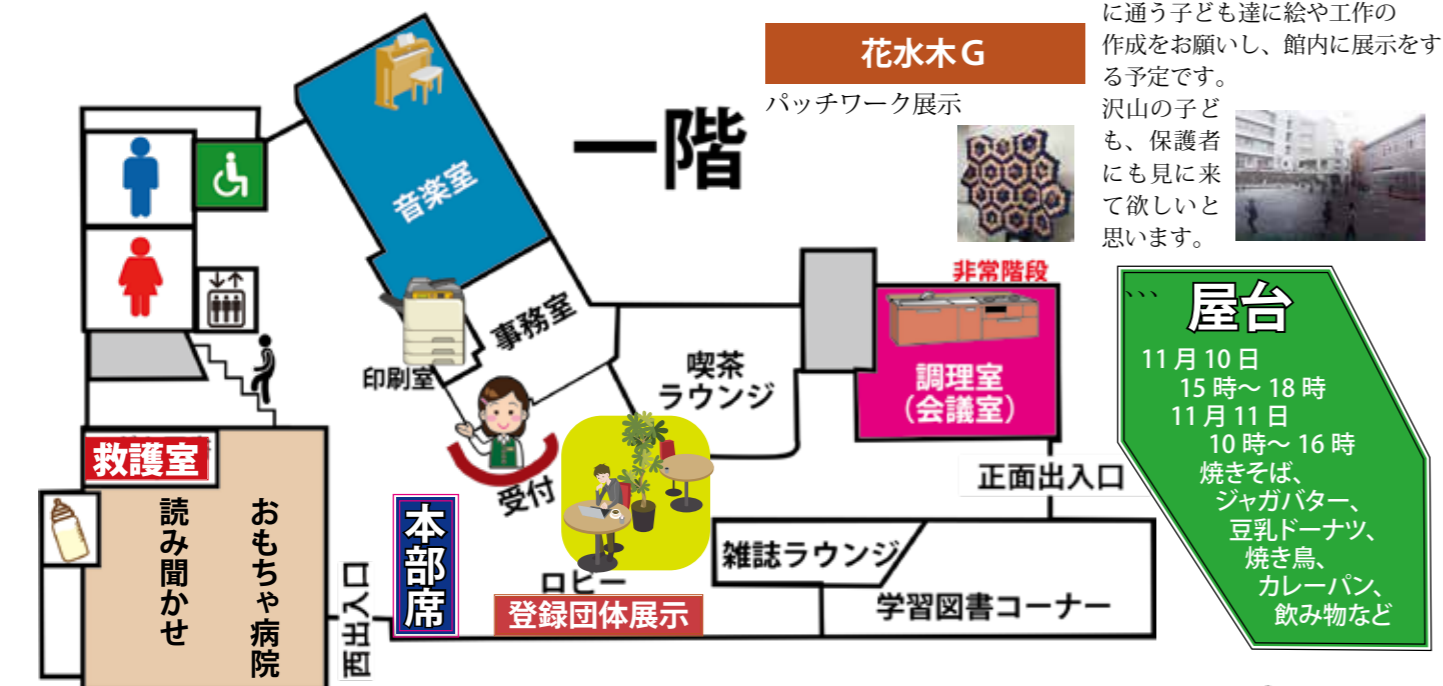 に通う子ども達に絵や工作の
作成をお願いし、館内に展示をす
る予定です。
沢山の子ど
も、保護者
にも見に来
て欲しいと
思います。
花水木G
パッチワーク展示
一階
音楽室
事務室
印刷室
受付
喫茶
ラウンジ
非常階段
調理室
（会議室）
正面出入口
救護室
読み聞かせ
おもちゃ病院
西出入口
本部席
ロビー
登録団体展示
雑誌ラウンジ
学習図書コーナー
、、、
屋台
11月10日
15時～18時
11月11日
10時～16時
焼きそば、
ジャガバター、
豆乳ドーナツ、
焼き鳥、
カレーパン、
飲み物など